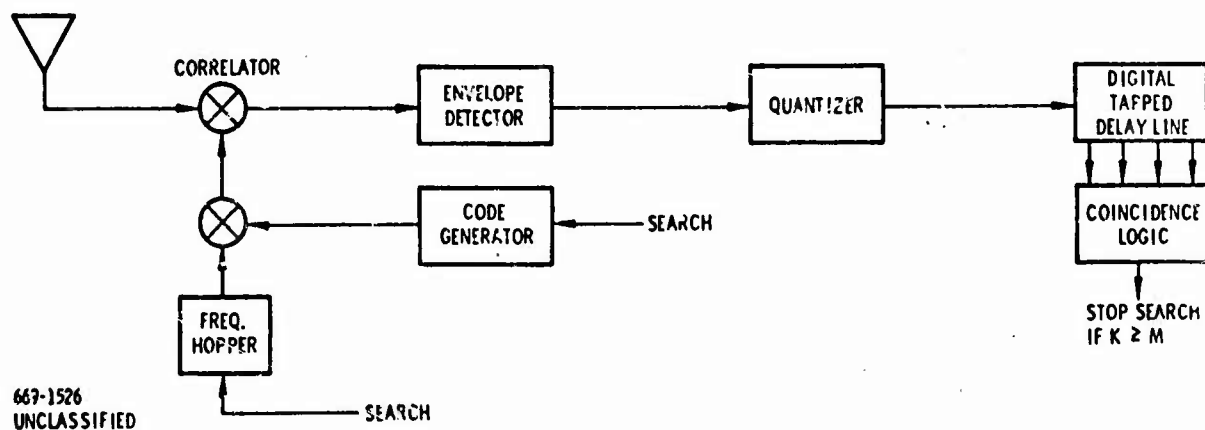 CORRELATOR
ENVELOPE
DETECTOR
QUANTIZER
DIGITAL
TAPPED
DELAY LINE
CODE
GENERATOR
SEARCH
COINCIDENCE
LOGIC
FREQ.
HOPPER
STOP SEARCH
IF K ≥ M
SEARCH
667-1526
UNCLASSIFIED